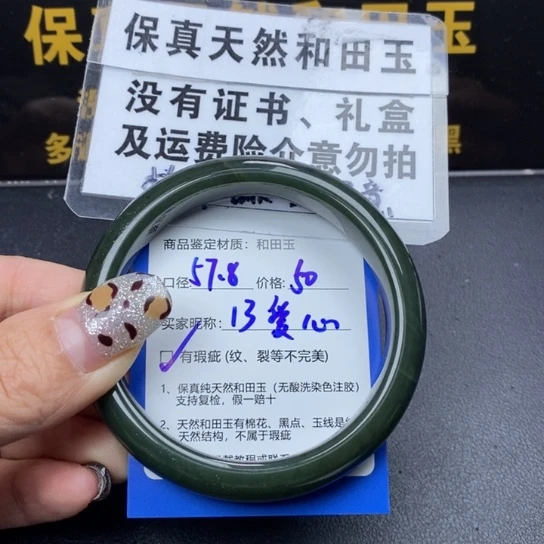 保真 玉
多 黑
保真天然和田玉
没有证书、礼盒
及运费险介意勿拍
商品鉴定材质：和田玉
口径：57.8 价格：50
买家昵称：13爱心
☑ 有瑕疵 (纹、裂等不完美)
1、保真纯天然和田玉（无酸洗染色注胶）
支持复检，假一赔十
2、天然和田玉有棉花、黑点、玉线是
天然结构，不属于瑕疵